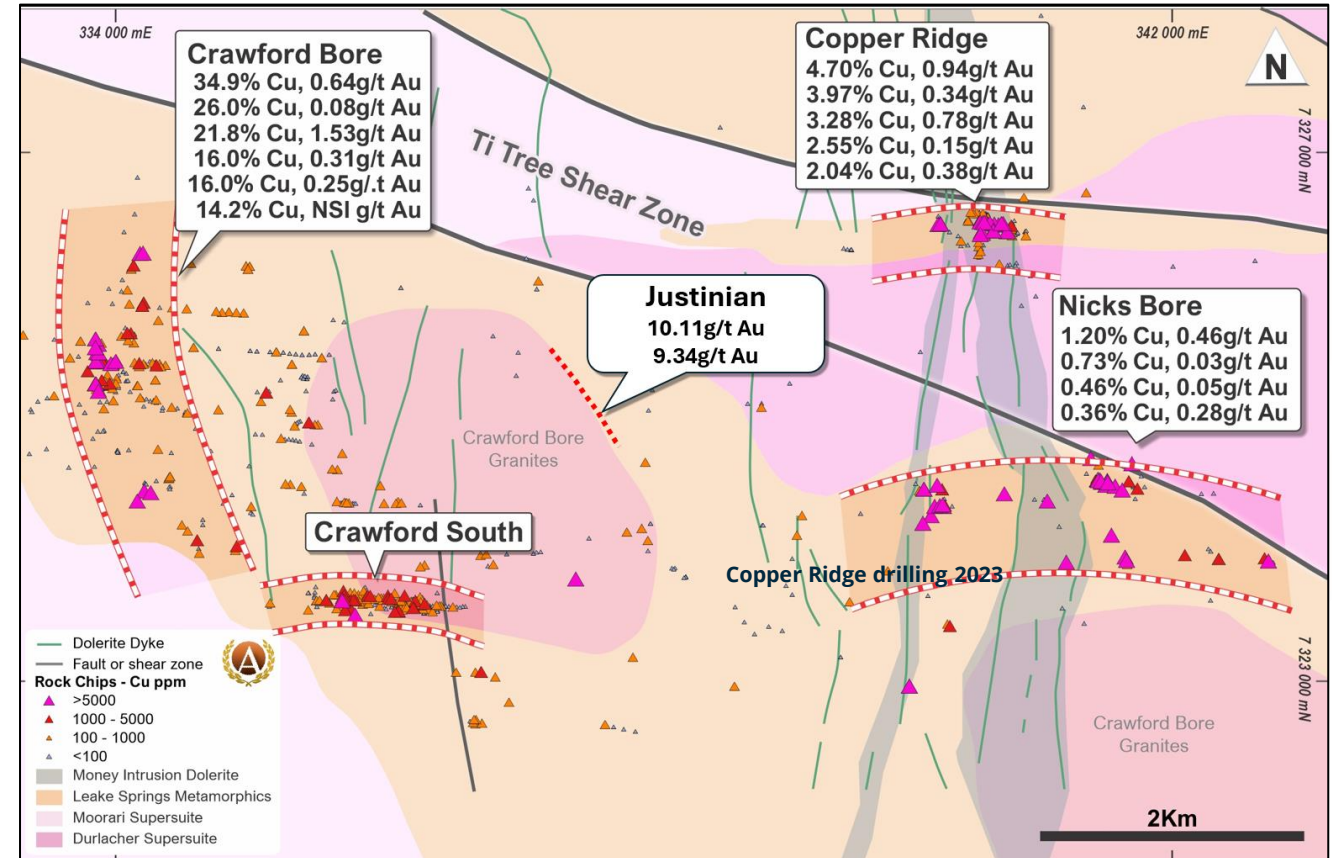 334 000 mE
342 000 mE
N
7 327 000 mN
7 323 000 mN
Crawford Bore
34.9% Cu, 0.64g/t Au
26.0% Cu, 0.08g/t Au
21.8% Cu, 1.53g/t Au
16.0% Cu, 0.31g/t Au
16.0% Cu, 0.25g/.t Au
14.2% Cu, NSI g/t Au
Ti Tree Shear Zone
Copper Ridge
4.70% Cu, 0.94g/t Au
3.97% Cu, 0.34g/t Au
3.28% Cu, 0.78g/t Au
2.55% Cu, 0.15g/t Au
2.04% Cu, 0.38g/t Au
Justinian
10.11g/t Au
9.34g/t Au
Nicks Bore
1.20% Cu, 0.46g/t Au
0.73% Cu, 0.03g/t Au
0.46% Cu, 0.05g/t Au
0.36% Cu, 0.28g/t Au
Crawford Bore
Granites
Crawford South
Copper Ridge drilling 2023
Crawford Bore
Granites
Dolerite Dyke
Fault or shear zone
A
Rock Chips - Cu ppm
>5000
1000 - 5000
100 - 1000
<100
Money Intrusion Dolerite
Leake Springs Metamorphics
Moorari Supersuite
Durlacher Supersuite
2Km